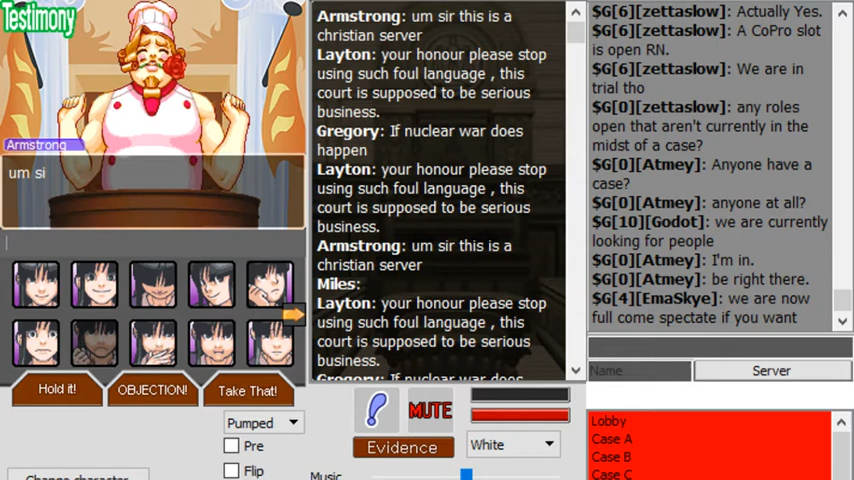 Testimony
Armstrong
um si
Hold it!
OBJECTION!
Take That!
Pumped
Pre
Flip
Change character
Armstrong: um sir this is a
christian server
Layton: your honour please stop
using such foul language , this
court is supposed to be serious
business.
Gregory: If nuclear war does
happen
Layton: your honour please stop
using such foul language , this
court is supposed to be serious
business.
Armstrong: um sir this is a
christian server
Miles:
Layton: your honour please stop
using such foul language , this
court is supposed to be serious
business.
Gregory: If nuclear war does
MUTE
Evidence
White
Music
$G[6][zettaslow]: Actually Yes.
$G[6][zettaslow]: A CoPro slot
is open RN.
$G[6][zettaslow]: We are in
trial tho
$G[0][zettaslow]: any roles
open that aren't currently in the
midst of a case?
$G[0][Atmey]: Anyone have a
case?
$G[0][Atmey]: anyone at all?
$G[10][Godot]: we are currently
looking for people
$G[0][Atmey]: I'm in.
$G[0][Atmey]: be right there.
$G[4][EmaSkye]: we are now
full come spectate if you want
Name
Server
Lobby
Case A
Case B
Case C